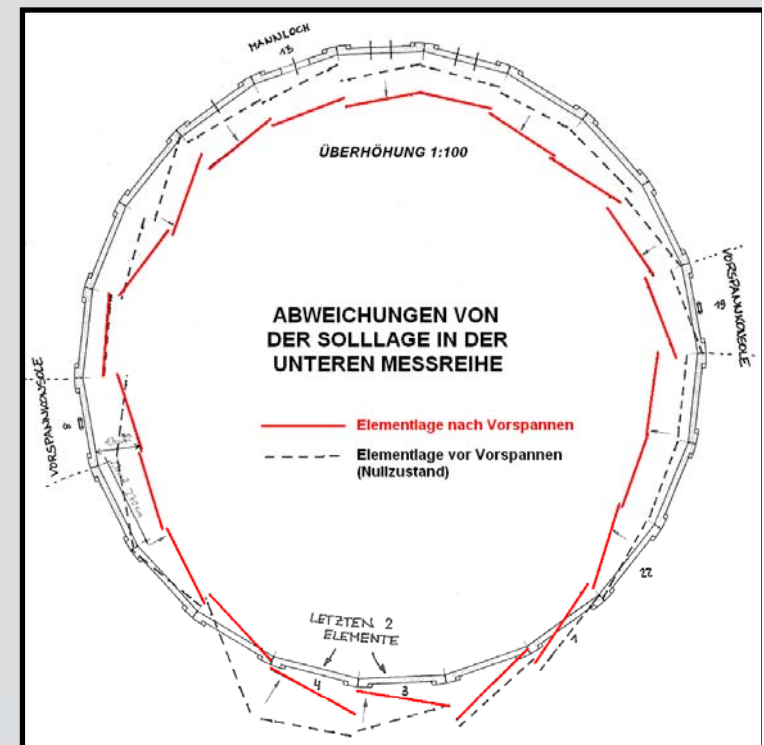 MANNLOCH
13
ÜBERHÖHUNG 1:100
VORSPANNKONSOLE
19
ABWEICHUNGEN VON
DER SOLLLAGE IN DER
UNTEREN MESSREIHE
VORSPANNKONSOLE
8
Elementlage nach Vorspannen
Elementlage vor Vorspannen
(Nullzustand)
22
LETZTEN 2
ELEMENTE
4
3
1